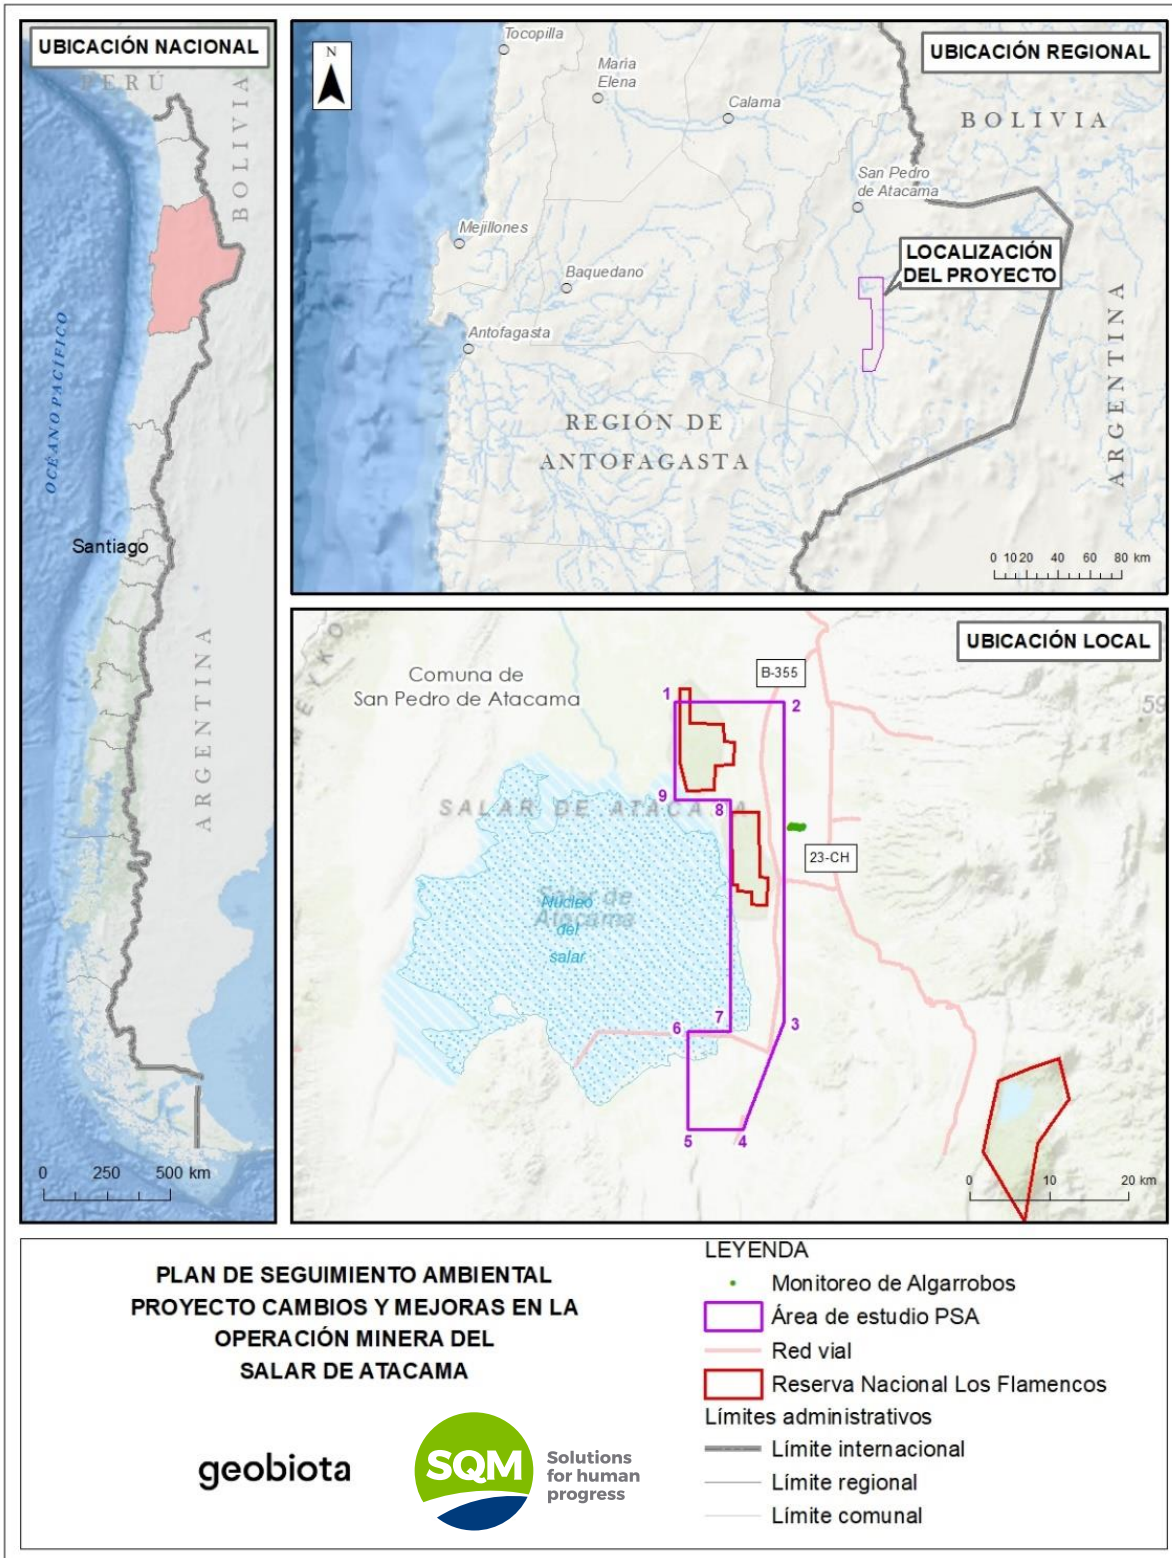 UBICACIÓN NACIONAL
PERÚ
BOLIVIA
OCÉANO PACÍFICO
Santiago
ARGENTINA
0 250 500 km
UBICACIÓN REGIONAL
N
Tocopilla
María
Elena
Calama
BOLIVIA
San Pedro
de Atacama
Mejillones
LOCALIZACIÓN
DEL PROYECTO
Baquedano
Antofagasta
ARGENTINA
REGIÓN DE
ANTOFAGASTA
0 10 20 40 60 80 km
UBICACIÓN LOCAL
Comuna de
San Pedro de Atacama
B-355
1
2
59
9
8
SALAR DE ATACA A
23-CH
Salar de
Atacama
Núcleo
del
salar
7
6
3
5
4
0 10 20 km
PLAN DE SEGUIMIENTO AMBIENTAL
PROYECTO CAMBIOS Y MEJORAS EN LA
OPERACIÓN MINERA DEL
SALAR DE ATACAMA
geobiota
SQM
Solutions
for human
progress
LEYENDA
Monitoreo de Algarrobos
Área de estudio PSA
Red vial
Reserva Nacional Los Flamencos
Límites administrativos
Límite internacional
Límite regional
Límite comunal